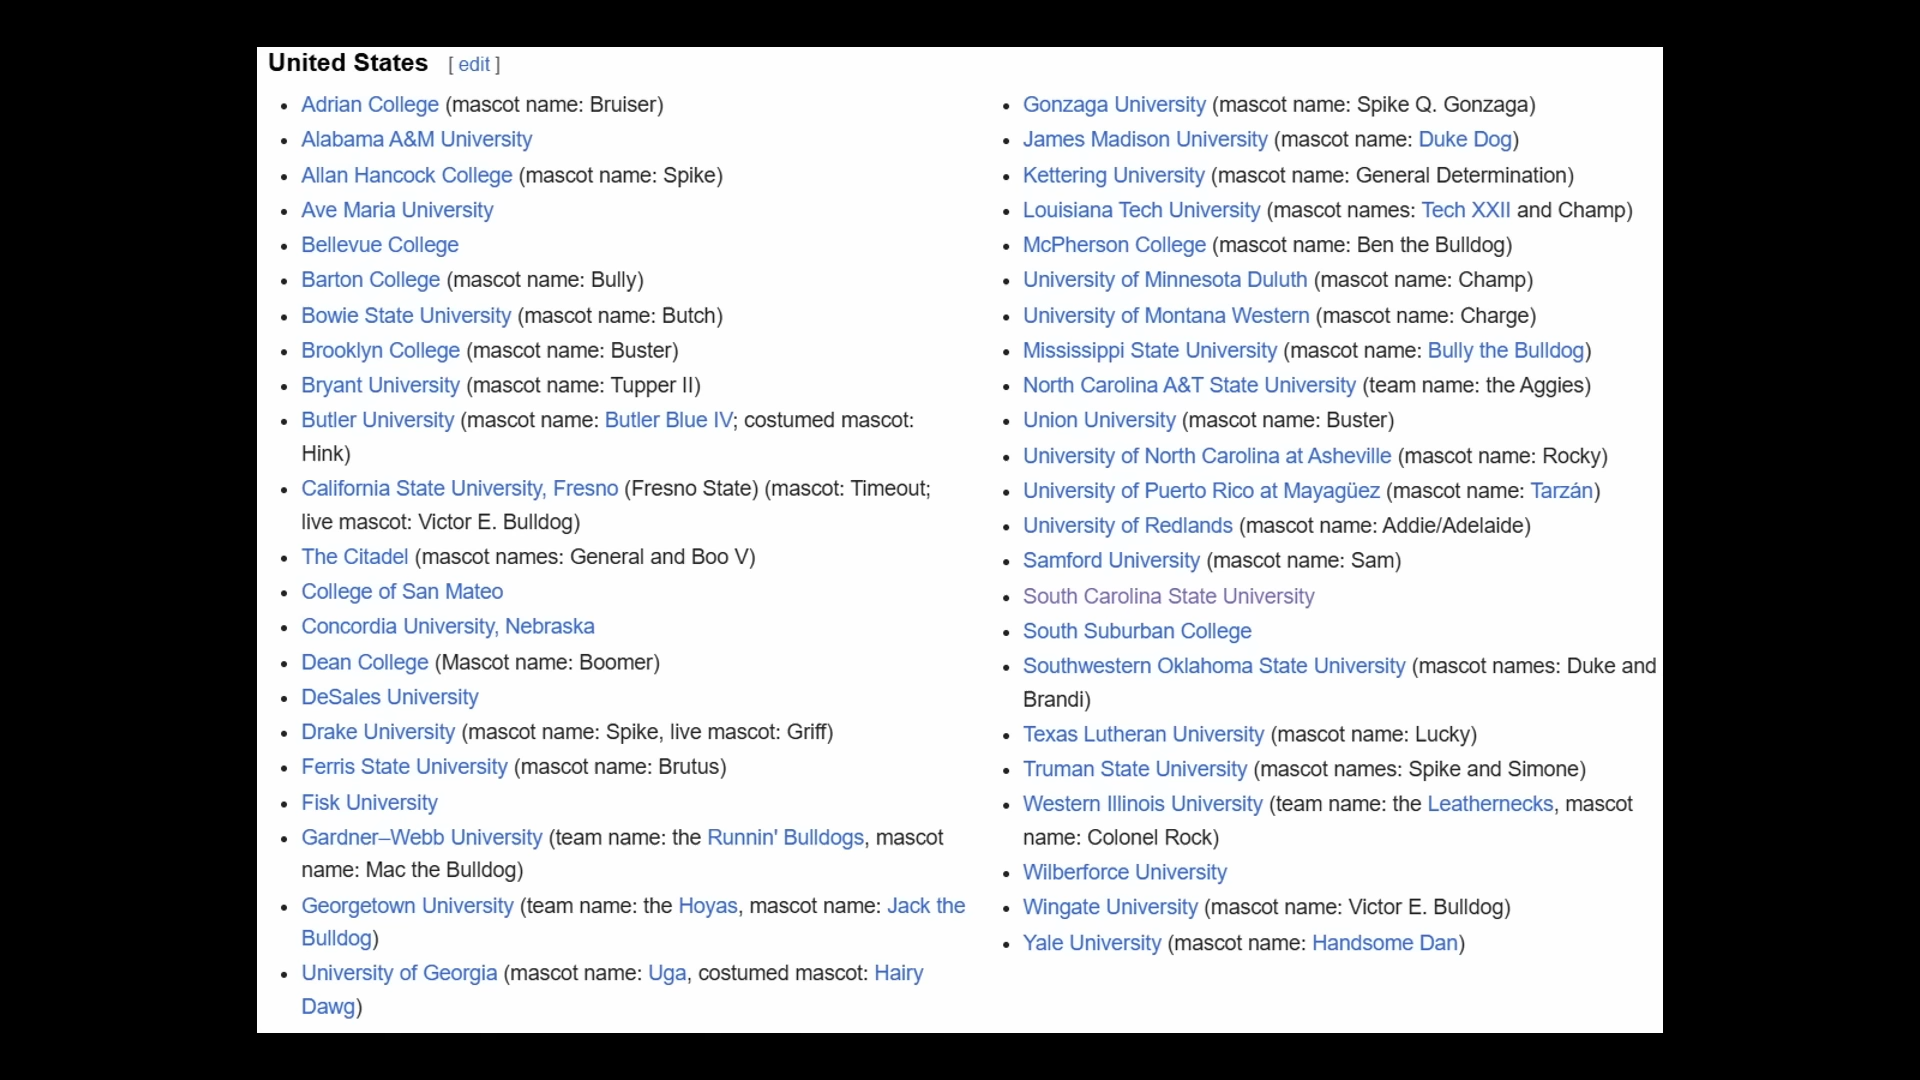 United States [ edit ]
Adrian College (mascot name: Bruiser)
Alabama A&M University
Allan Hancock College (mascot name: Spike)
Ave Maria University
Bellevue College
Barton College (mascot name: Bully)
Bowie State University (mascot name: Butch)
Brooklyn College (mascot name: Buster)
Bryant University (mascot name: Tupper II)
Butler University (mascot name: Butler Blue IV; costumed mascot:
Hink)
California State University, Fresno (Fresno State) (mascot: Timeout;
live mascot: Victor E. Bulldog)
The Citadel (mascot names: General and Boo V)
College of San Mateo
Concordia University, Nebraska
Dean College (Mascot name: Boomer)
DeSales University
Drake University (mascot name: Spike, live mascot: Griff)
Ferris State University (mascot name: Brutus)
Fisk University
Gardner–Webb University (team name: the Runnin' Bulldogs, mascot
name: Mac the Bulldog)
Georgetown University (team name: the Hoyas, mascot name: Jack the
Bulldog)
University of Georgia (mascot name: Uga, costumed mascot: Hairy
Dawg)
Gonzaga University (mascot name: Spike Q. Gonzaga)
James Madison University (mascot name: Duke Dog)
Kettering University (mascot name: General Determination)
Louisiana Tech University (mascot names: Tech XXII and Champ)
McPherson College (mascot name: Ben the Bulldog)
University of Minnesota Duluth (mascot name: Champ)
University of Montana Western (mascot name: Charge)
Mississippi State University (mascot name: Bully the Bulldog)
North Carolina A&T State University (team name: the Aggies)
Union University (mascot name: Buster)
University of North Carolina at Asheville (mascot name: Rocky)
University of Puerto Rico at Mayagüez (mascot name: Tarzán)
University of Redlands (mascot name: Addie/Adelaide)
Samford University (mascot name: Sam)
South Carolina State University
South Suburban College
Southwestern Oklahoma State University (mascot names: Duke and
Brandi)
Texas Lutheran University (mascot name: Lucky)
Truman State University (mascot names: Spike and Simone)
Western Illinois University (team name: the Leathernecks, mascot
name: Colonel Rock)
Wilberforce University
Wingate University (mascot name: Victor E. Bulldog)
Yale University (mascot name: Handsome Dan)